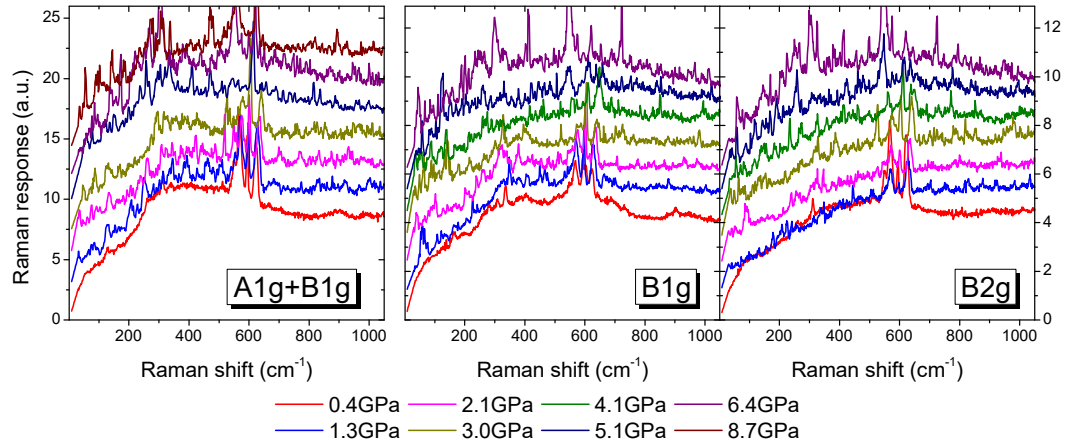 25
20
15
10
5
0
Raman response (a.u.)
12
10
8
6
4
2
0
A1g+B1g
B1g
B2g
0 200 400 600 800 1000
200 400 600 800 1000
200 400 600 800 1000
Raman shift (cm-1)
Raman shift (cm-1)
Raman shift (cm-1)
0.4GPa 2.1GPa 4.1GPa 6.4GPa
1.3GPa 3.0GPa 5.1GPa 8.7GPa